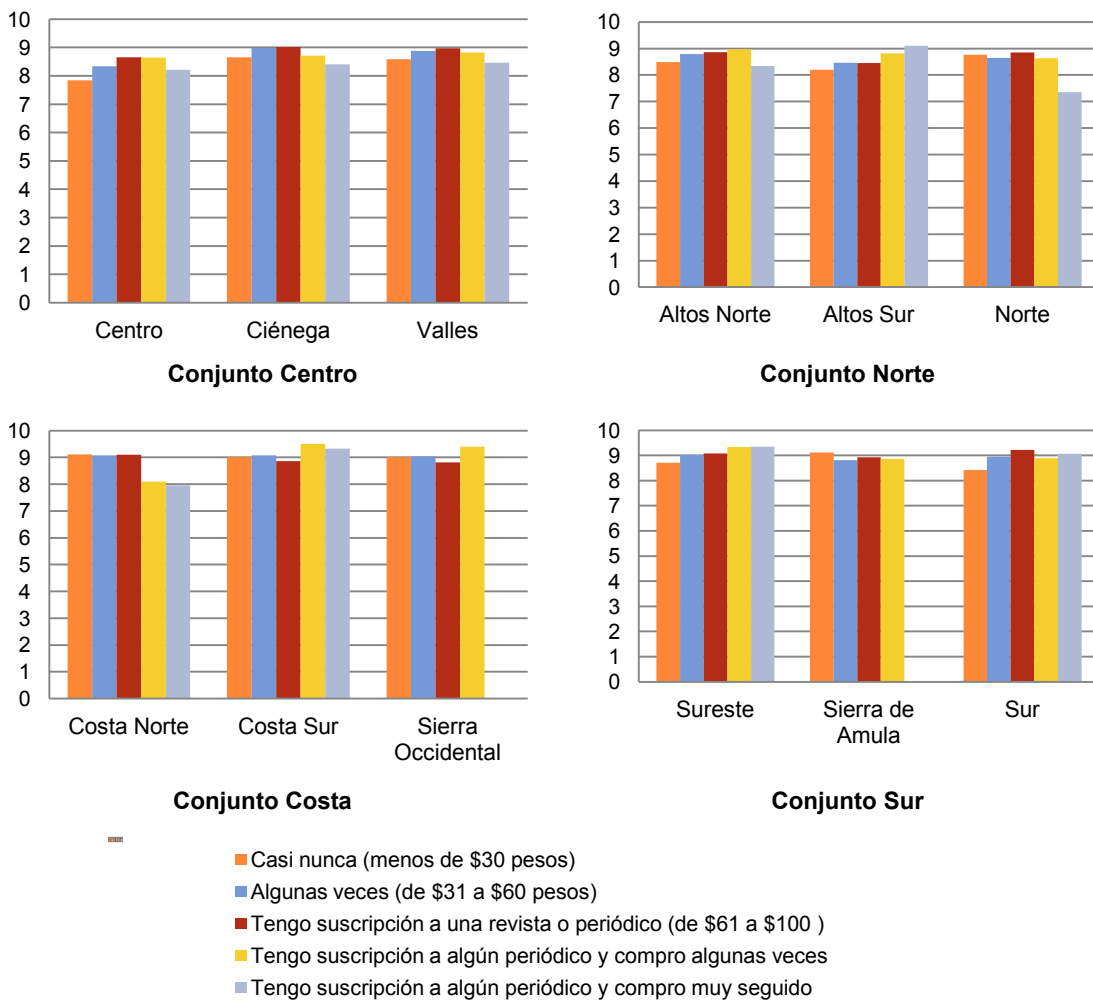 10
9
8
7
6
5
4
3
2
1
0
Centro
Ciénega
Valles
Conjunto Centro
10
9
8
7
6
5
4
3
2
1
0
Altos Norte
Altos Sur
Norte
Conjunto Norte
10
9
8
7
6
5
4
3
2
1
0
Costa Norte
Costa Sur
Sierra
Occidental
Conjunto Costa
10
9
8
7
6
5
4
3
2
1
0
Sureste
Sierra de
Amula
Sur
Conjunto Sur
Casi nunca (menos de $30 pesos)
Algunas veces (de $31 a $60 pesos)
Tengo suscripción a una revista o periódico (de $61 a $100 )
Tengo suscripción a algún periódico y compro algunas veces
Tengo suscripción a algún periódico y compro muy seguido